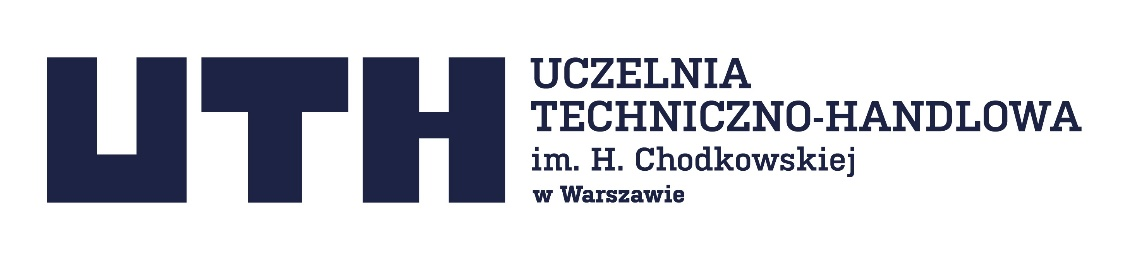 UTH
UCZELNIA
TECHNICZNO-HANDLOWA
im. H. Chodkowskiej
w Warszawie